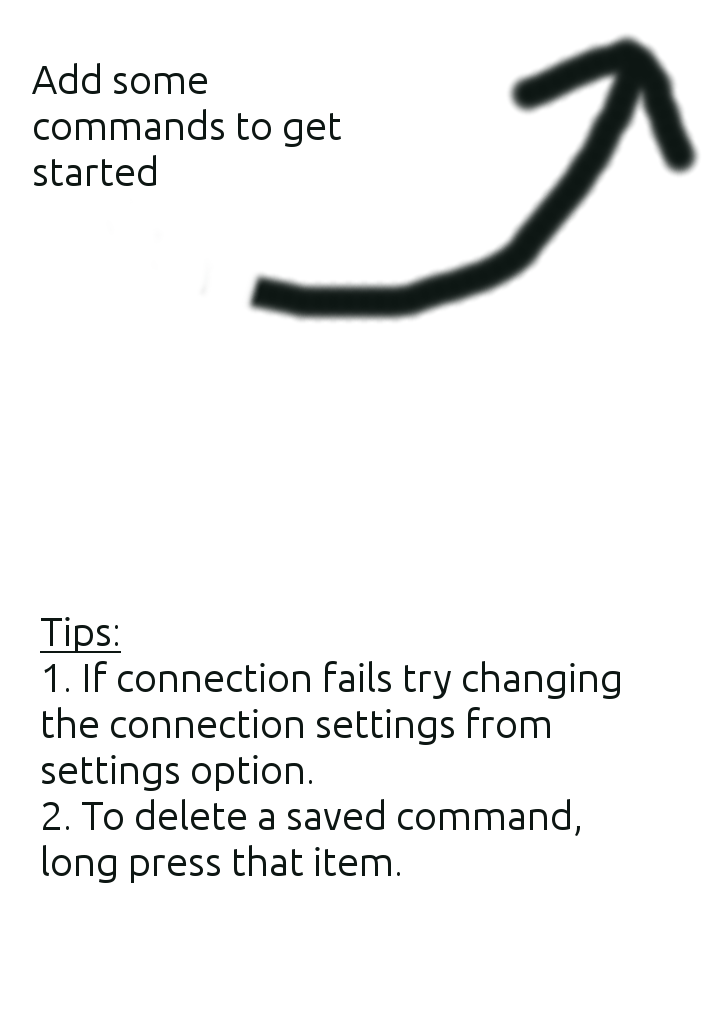 Add some
commands to get
started
Tips:
1. If connection fails try changing
the connection settings from
settings option.
2. To delete a saved command,
long press that item.